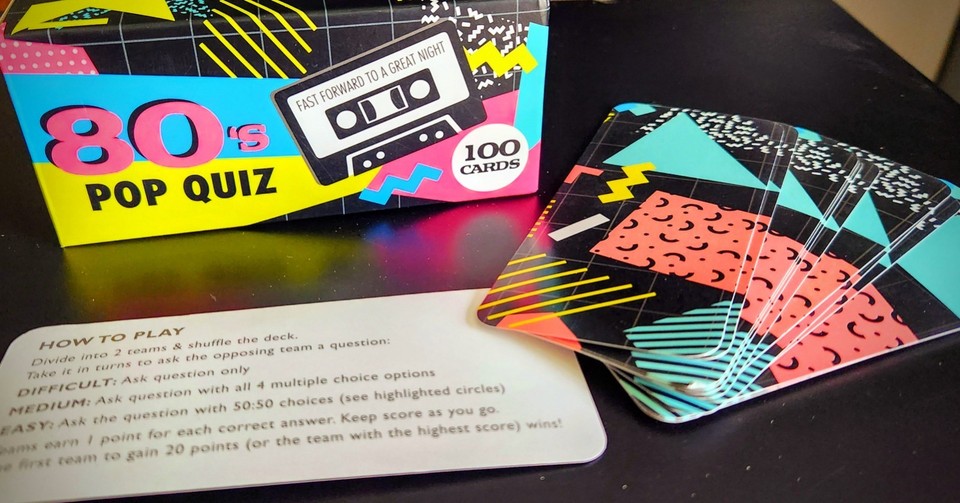 FAST FORWARD TO A GREAT NIGHT
80's
POP QUIZ
100
CARDS
HOW TO PLAY
Divide into 2 teams & shuffle the deck.
Take it in turns to ask the opposing team a question:
DIFFICULT: Ask question only
MEDIUM: Ask question with all 4 multiple choice options
EASY: Ask the question with 50:50 choices (see highlighted circles)
earn 1 point for each correct answer. Keep score as you go.
first team to gain 20 points (or the team with the highest score) wins!